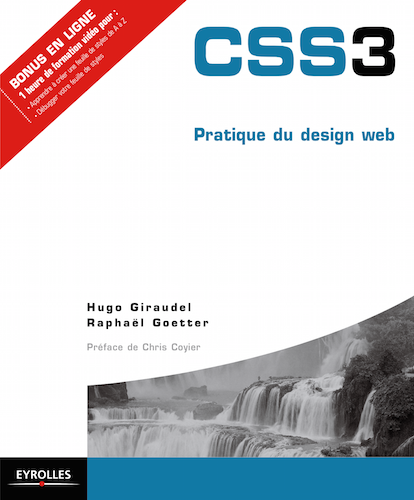 BONUS EN LIGNE
1 heure de formation vidéo pour :
• Apprendre à créer une feuille de styles de A à Z
• Débugger votre feuille de styles
CSS3
Pratique du design web
Hugo Giraudel
Raphaël Goetter
Préface de Chris Coyier
EYROLLES